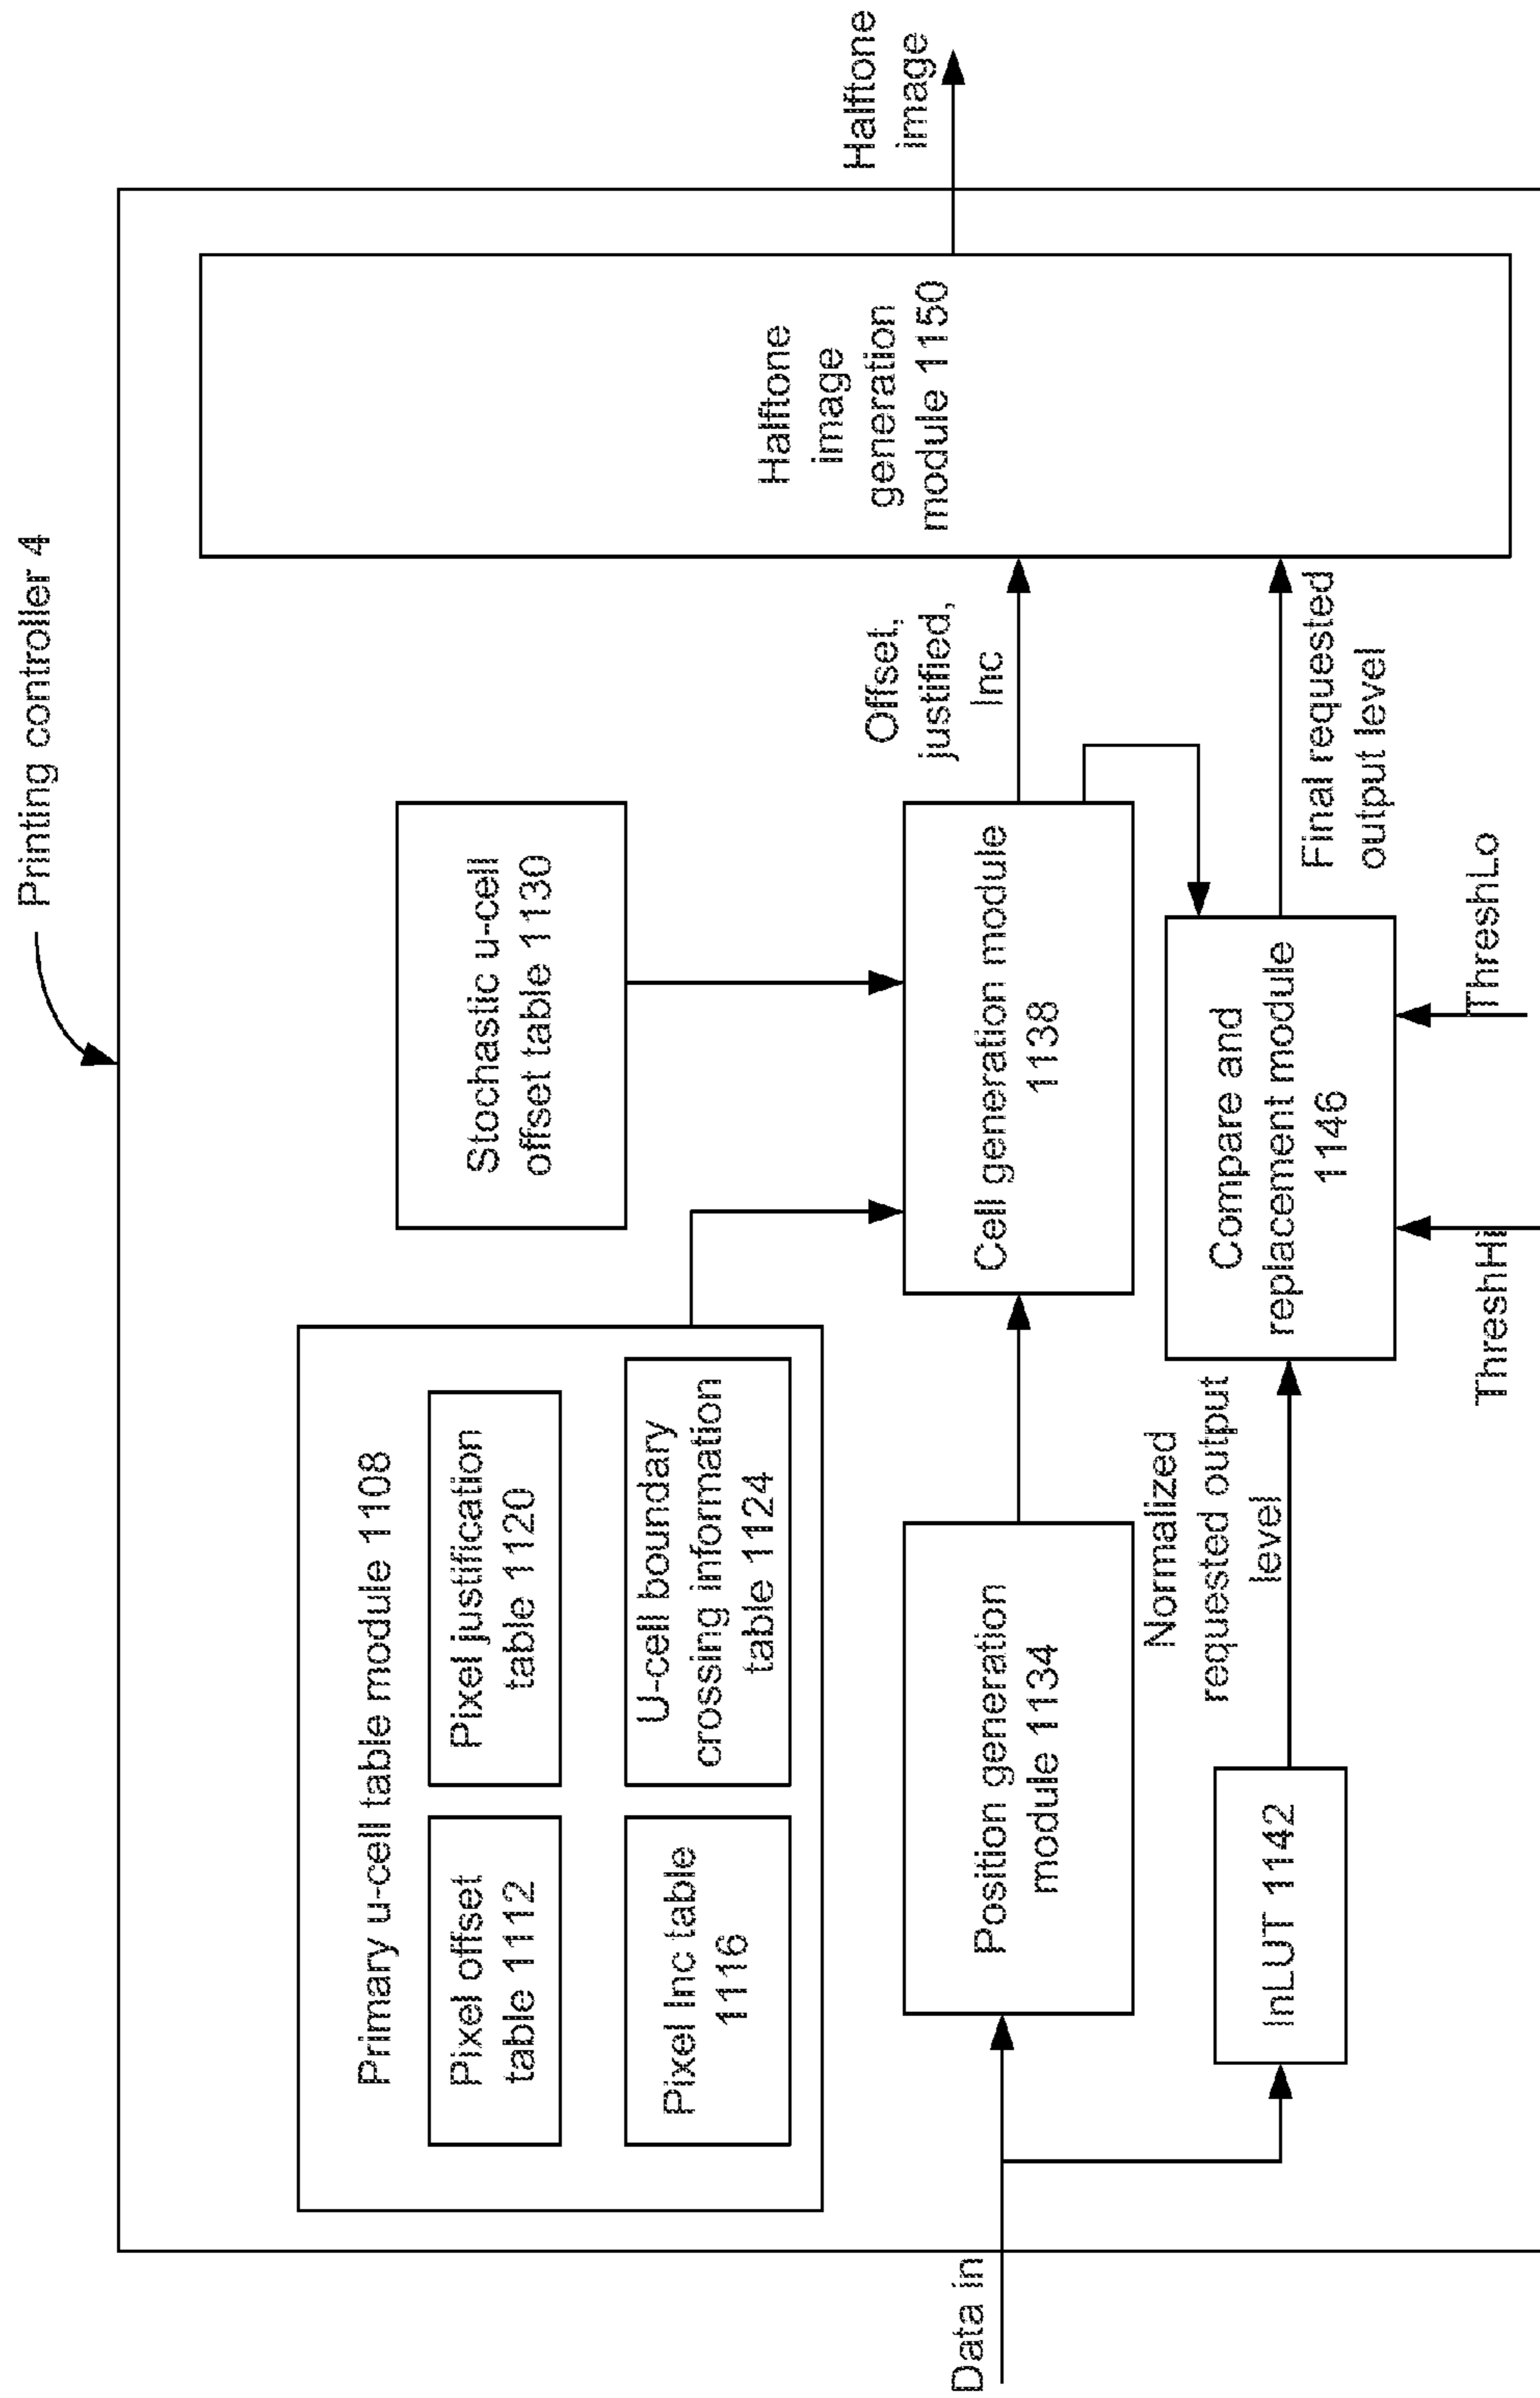 Printing controller 4
Primary u-cell table module 1108
Pixel offset
table 1112
Pixel justification
table 1120
Pixel Inc table
1116
U-cell boundary
crossing information
table 1124
Stochastic u-cell
offset table 1130
Data in
Position generation
module 1134
Cell generation module
1138
Offset,
justified,
Inc
Halftone
image
generation
module 1150
Halftone
image
InLUT 1142
Normalized
requested output
level
Compare and
replacement module
1146
Final requested
output level
ThreshHi
ThreshLo